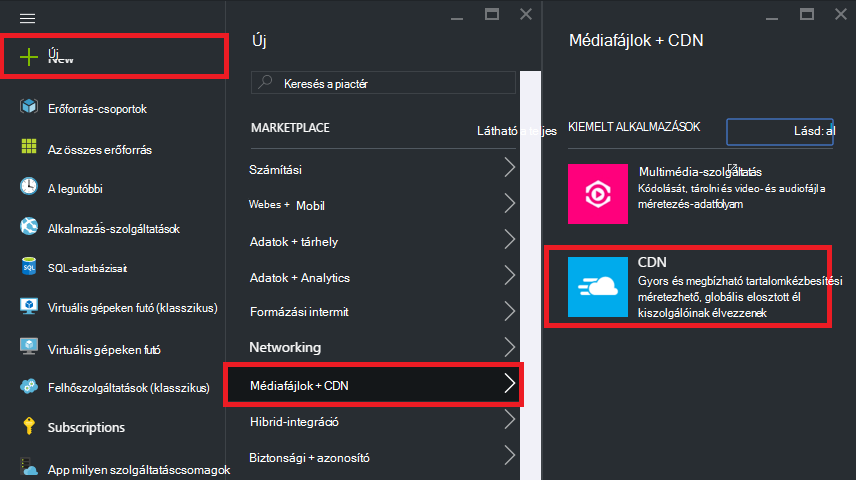 Új
New
Erőforrás-csoportok
Az összes erőforrás
A legutóbbi
Alkalmazás-szolgáltatások
SQL
SQL-adatbázisait
Virtuális gépeken futó (klasszikus)
Virtuális gépeken futó
Felhőszolgáltatások (klasszikus)
Subscriptions
App milyen szolgáltatáscsomagok
Új
Keresés a piactér
MARKETPLACE
Látható a teljes
Számítási
Webes + Mobil
Adatok + tárhely
Adatok + Analytics
Formázási intermit
Networking
Médiafájlok + CDN
Hibrid-integráció
Biztonsági + azonosító
Médiafájlok + CDN
KIEMELT ALKALMAZÁSOK
Lásd: al
Multimédia-szolgáltatás
Kódolását, tárolni és video- és audiofájl a
méretezés-adatfolyam
CDN
Gyors és megbízható tartalomkézbesítési
méretezhető, globális elosztott él
kiszolgálóinak élvezzenek